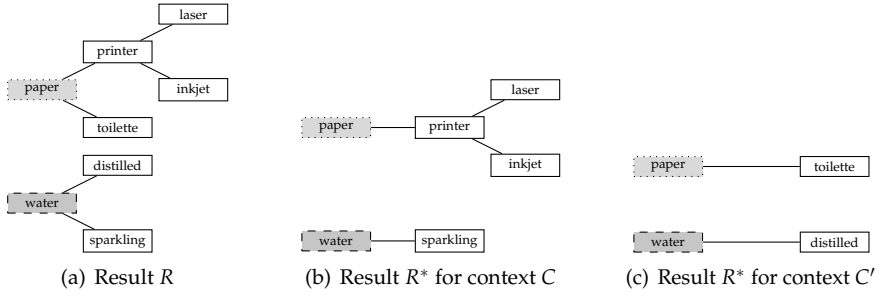 laser
printer
paper
inkjet
toilette
distilled
water
sparkling
(a) Result R
laser
paper
printer
inkjet
water
sparkling
(b) Result R* for context C
paper
toilette
water
distilled
(c) Result R* for context C′